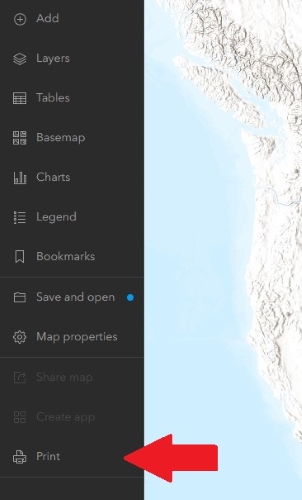 Add
Layers
Tables
Basemap
Charts
Legend
Bookmarks
Save and open
Map properties
Share map
Create app
Print